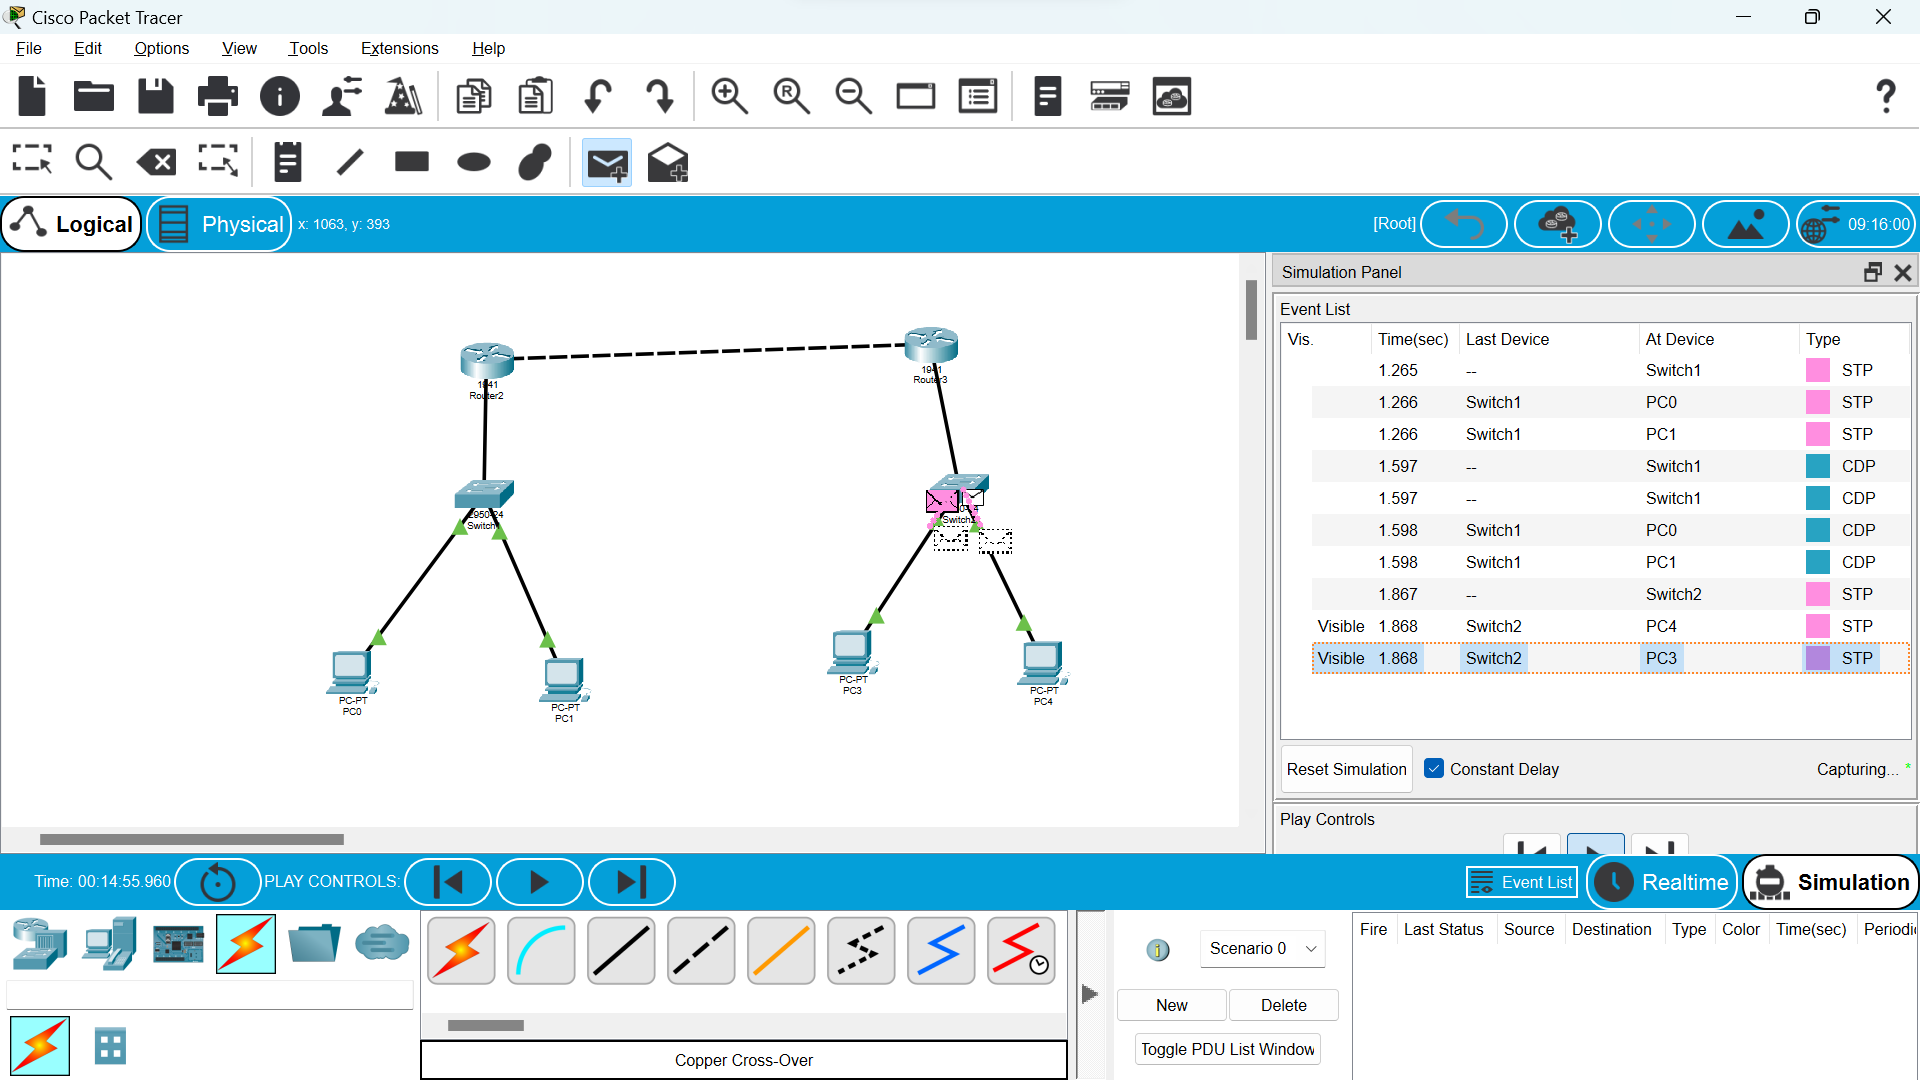 Cisco Packet Tracer
File Edit Options View Tools Extensions Help
Logical Physical x: 1063, y: 393 [Root] 09:16:00
Simulation Panel
Event List
Vis. Time(sec) Last Device At Device Type
1.265 -- Switch1 STP
1.266 Switch1 PC0 STP
1.266 Switch1 PC1 STP
1.597 -- Switch1 CDP
1.597 -- Switch1 CDP
1.598 Switch1 PC0 CDP
1.598 Switch1 PC1 CDP
1.867 -- Switch2 STP
Visible 1.868 Switch2 PC4 STP
Visible 1.868 Switch2 PC3 STP
Reset Simulation Constant Delay Capturing... *
Play Controls
1941
Router2
1941
Router3
2950-24
Switch
Switch
PC-PT
PC0
PC-PT
PC1
PC-PT
PC3
PC-PT
PC4
Time: 00:14:55.960 PLAY CONTROLS: Event List Realtime Simulation
Scenario 0
New Delete
Toggle PDU List Window
Fire Last Status Source Destination Type Color Time(sec) Periodi
Copper Cross-Over